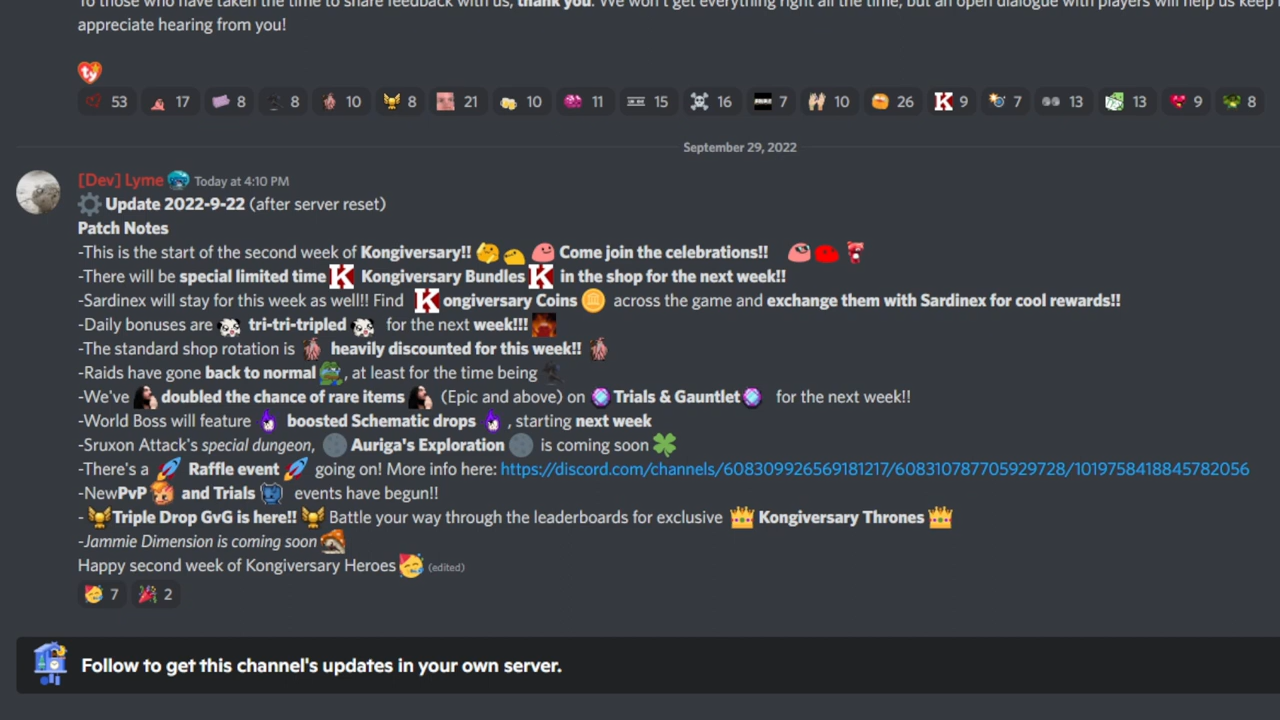 To those who have taken the time to share feedback with us, thank you. We won't get everything right all the time, but an open dialogue with players will help us keep
appreciate hearing from you!
ty
53 17 8 8 10 8 21 10 11 15 16 7 10 26 K 9 7 13 13 9 8
September 29, 2022
[Dev] Lyme Today at 4:10 PM
Update 2022-9-22 (after server reset)
Patch Notes
-This is the start of the second week of Kongiversary!! Come join the celebrations!!
-There will be special limited time K Kongiversary Bundles K in the shop for the next week!!
-Sardinex will stay for this week as well!! Find K ongiversary Coins across the game and exchange them with Sardinex for cool rewards!!
-Daily bonuses are tri-tri-tripled for the next week!!!
-The standard shop rotation is heavily discounted for this week!!
-Raids have gone back to normal , at least for the time being
-We've doubled the chance of rare items (Epic and above) on Trials & Gauntlet for the next week!!
-World Boss will feature boosted Schematic drops , starting next week
-Sruxon Attack's special dungeon, Auriga's Exploration is coming soon
-There's a Raffle event going on! More info here: https://discord.com/channels/608309926569181217/608310787705929728/1019758418845782056
-NewPvP and Trials events have begun!!
- Triple Drop GvG is here!! Battle your way through the leaderboards for exclusive Kongiversary Thrones
-Jammie Dimension is coming soon
Happy second week of Kongiversary Heroes (edited)
7 2
Follow to get this channel's updates in your own server.